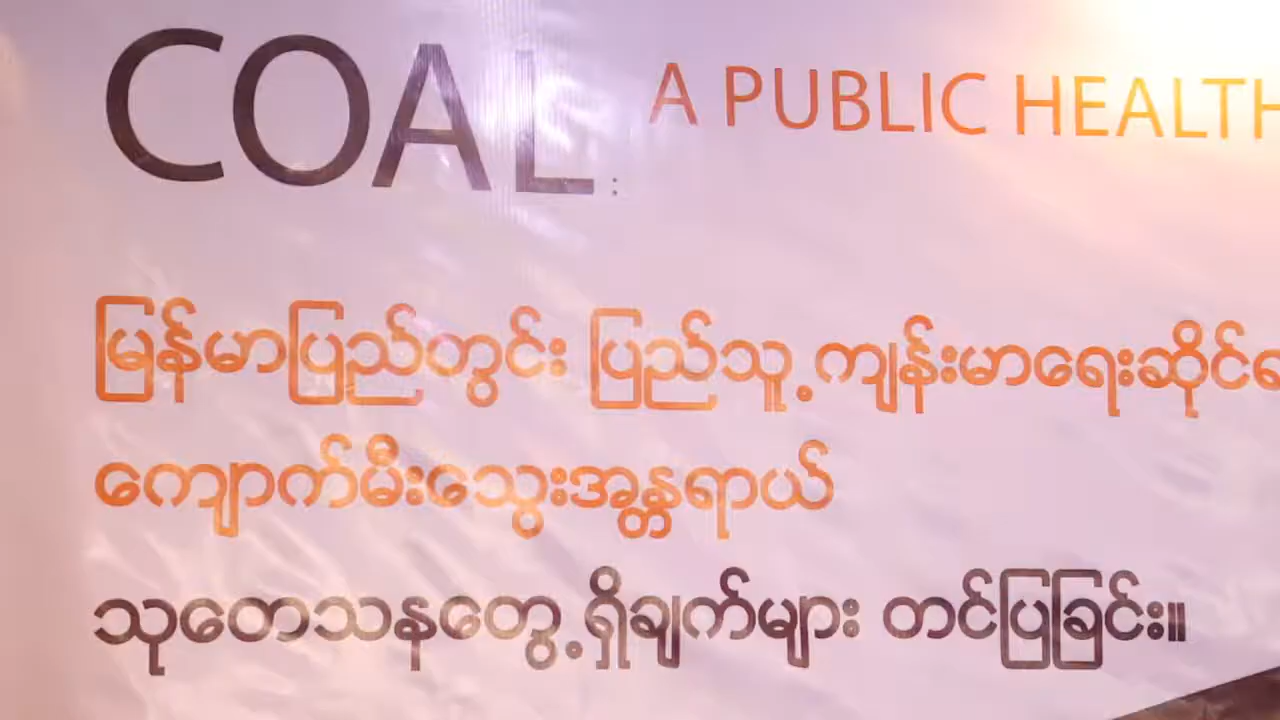 COAL: A PUBLIC HEALTH
မြန်မာပြည်တွင်း ပြည်သူ့ကျန်းမာရေးဆိုင်
ကျောက်မီးသွေးအန္တရာယ်
သုတေသနတွေ့ရှိချက်များ တင်ပြခြင်း။